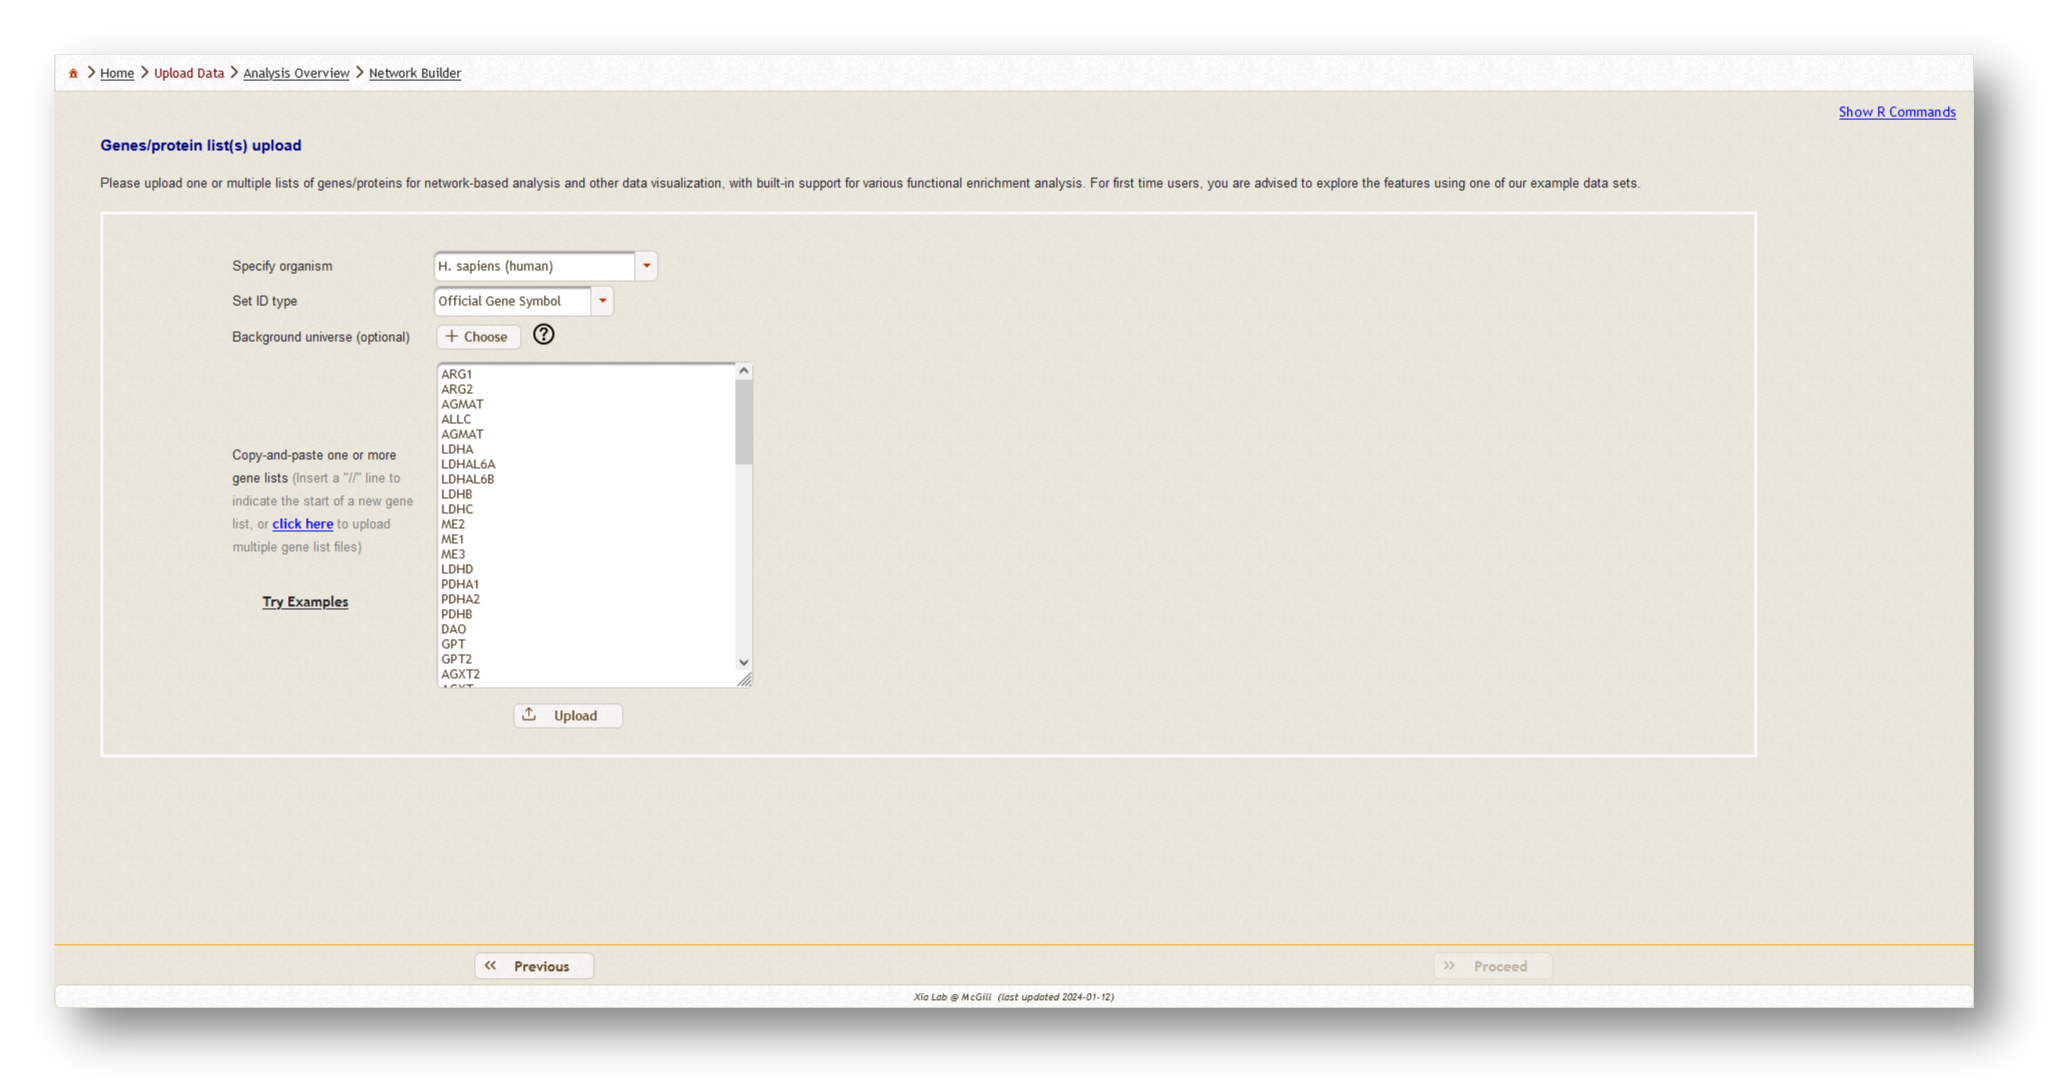 > Home > Upload Data > Analysis Overview > Network Builder
Show R Commands
Genes/protein list(s) upload
Please upload one or multiple lists of genes/proteins for network-based analysis and other data visualization, with built-in support for various functional enrichment analysis. For first time users, you are advised to explore the features using one of our example data sets.
Specify organism
H. sapiens (human)
Set ID type
Official Gene Symbol
Background universe (optional)
+ Choose
?
Copy-and-paste one or more
gene lists (Insert a "//" line to
indicate the start of a new gene
list, or click here to upload
multiple gene list files)
Try Examples
ARG1
ARG2
AGMAT
ALLC
AGMAT
LDHA
LDHAL6A
LDHAL6B
LDHB
LDHC
ME2
ME1
ME3
LDHD
PDHA1
PDHA2
PDHB
DAO
GPT
GPT2
AGXT2
Upload
Previous
Proceed
Xia Lab @ McGill (last updated 2024-01-12)